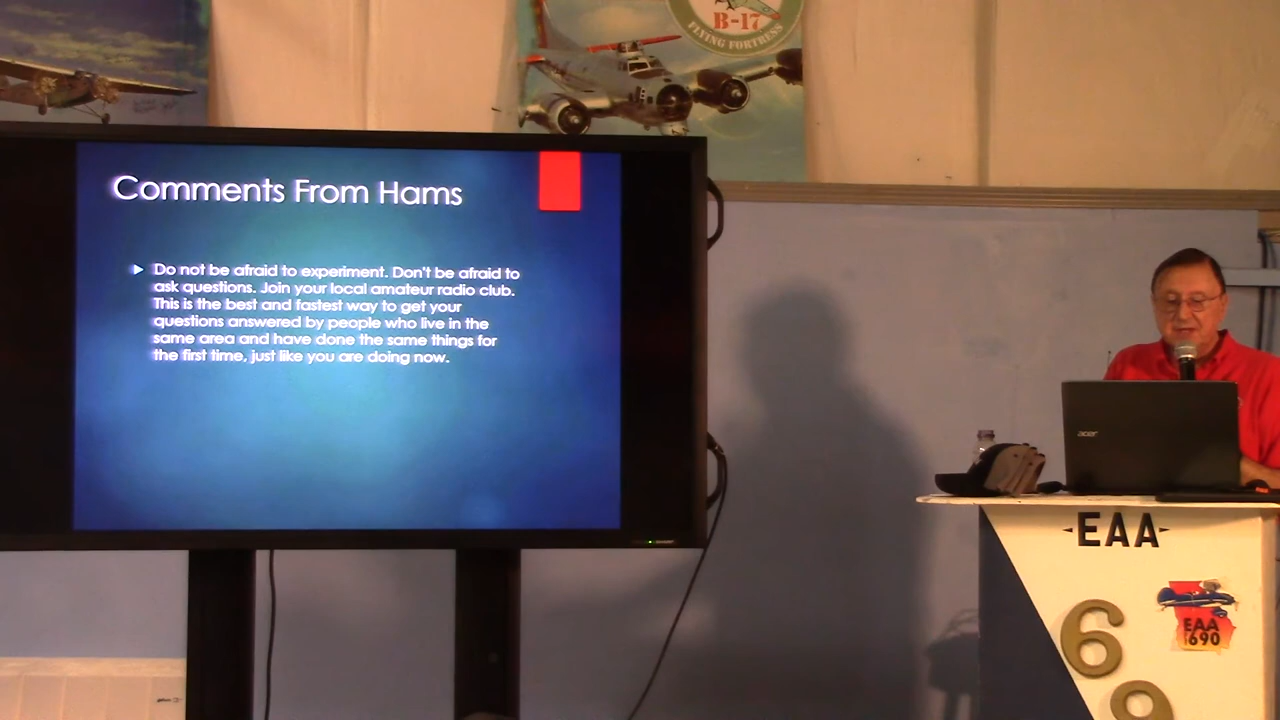 B-17
FLYING FORTRESS
Comments From Hams
Do not be afraid to experiment. Don't be afraid to
ask questions. Join your local amateur radio club.
This is the best and fastest way to get your
questions answered by people who live in the
same area and have done the same things for
the first time, just like you are doing now.
acer
EAA
EAA
690
6
9